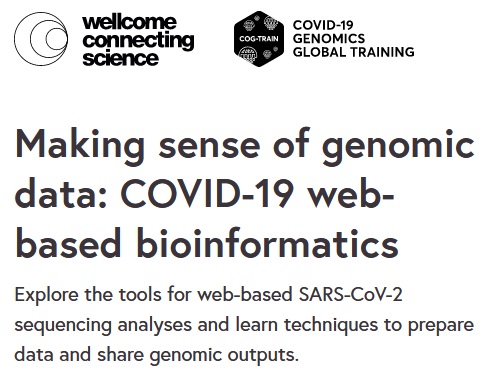 wellcome
connecting
science
COG-TRAIN
COVID-19
GENOMICS
GLOBAL TRAINING
Making sense of genomic
data: COVID-19 web-
based bioinformatics
Explore the tools for web-based SARS-CoV-2
sequencing analyses and learn techniques to prepare
data and share genomic outputs.